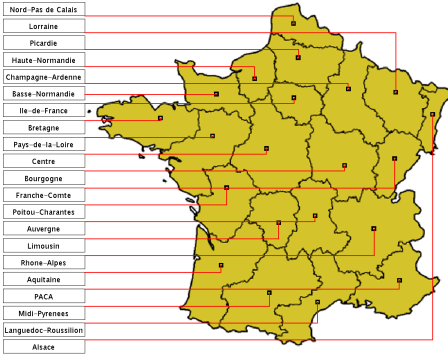 Nord-Pas de Calais
Lorraine
Picardie
Haute-Normandie
Champagne-Ardenne
Basse-Normandie
Ile-de-France
Bretagne
Pays-de-la-Loire
Centre
Bourgogne
Franche-Comte
Poitou-Charantes
Auvergne
Limousin
Rhone-Alpes
Aquitaine
PACA
Midi-Pyrenees
Languedoc-Roussillion
Alsace